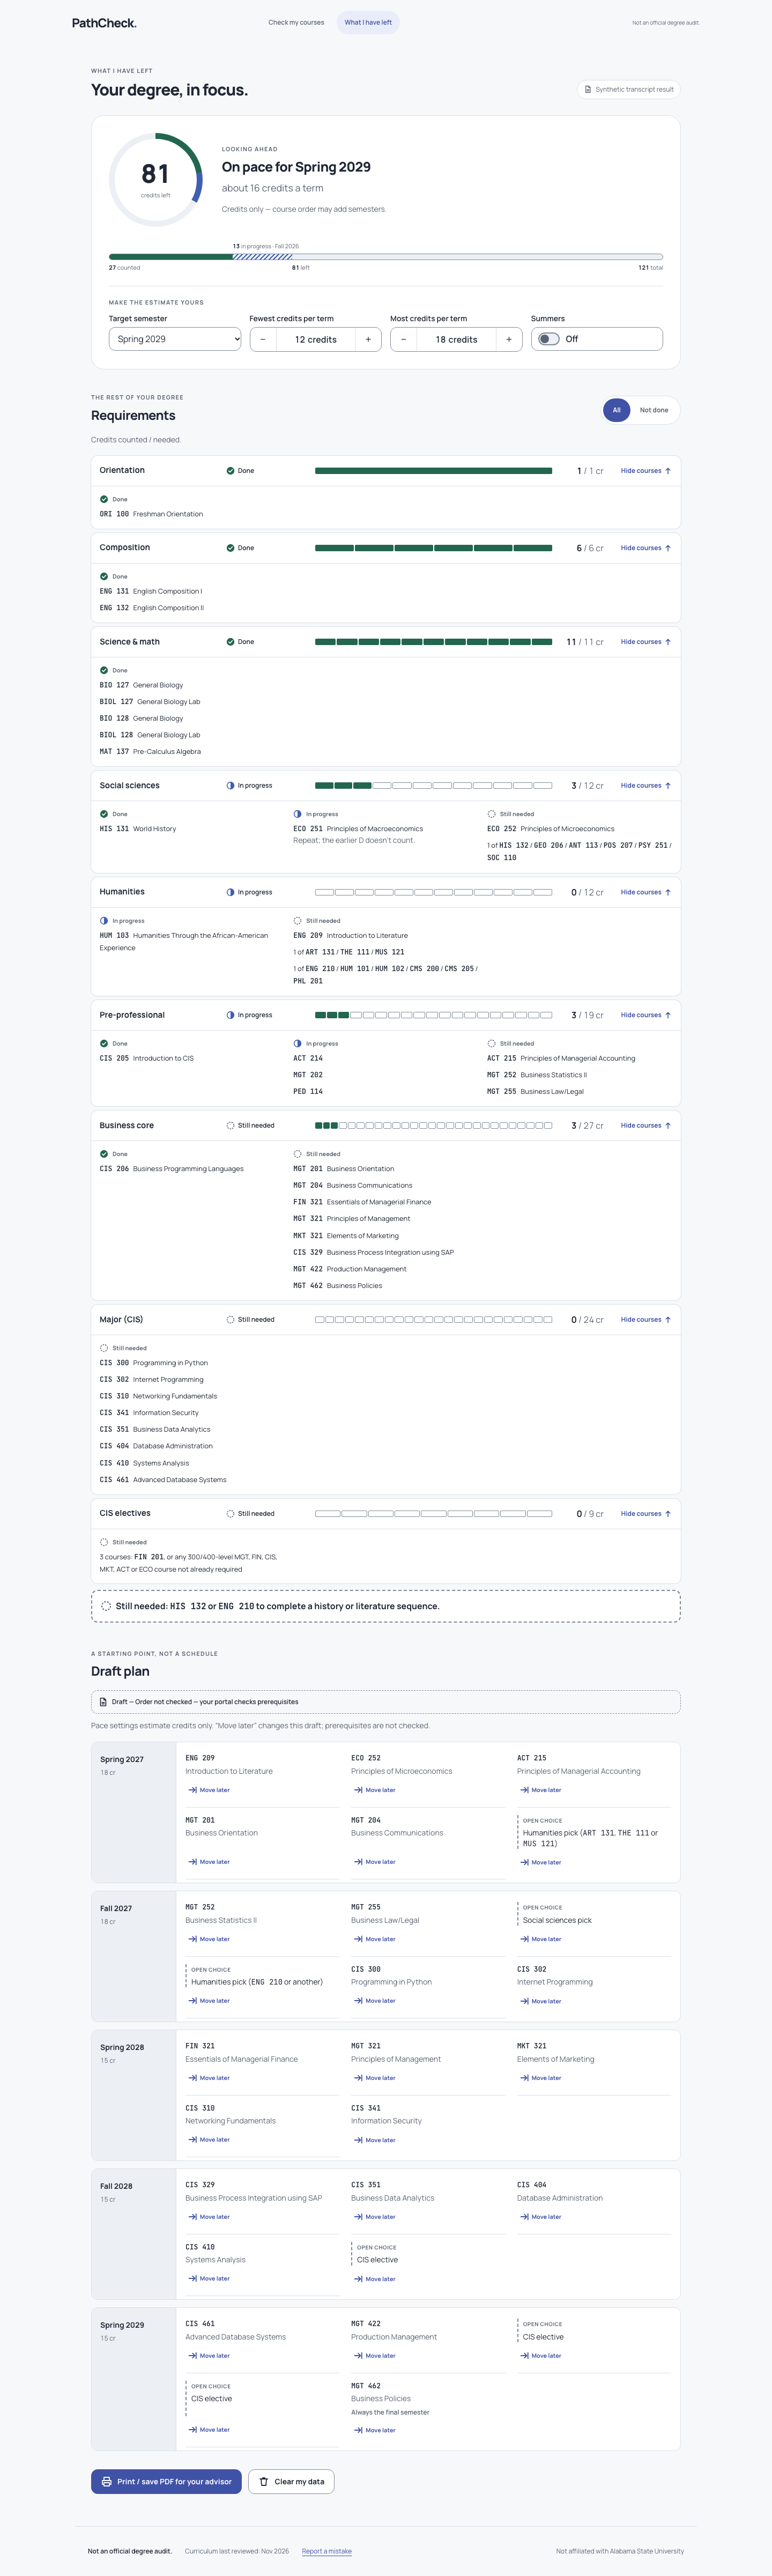 PathCheck.
Check my courses
What I have left
Not an official degree audit.
WHAT I HAVE LEFT
Your degree, in focus.
Synthetic transcript result
81
credits left
LOOKING AHEAD
On pace for Spring 2029
about 16 credits a term
Credits only — course order may add semesters.
13 in progress · Fall 2026
27 counted
81 left
121 total
MAKE THE ESTIMATE YOURS
Target semester
Fewest credits per term
Most credits per term
Summers
Spring 2029
− 12 credits +
− 18 credits +
Off
THE REST OF YOUR DEGREE
Requirements
All
Not done
Credits counted / needed.
Orientation
Done
1 / 1 cr
Hide courses ↑
Done
ORI 100 Freshman Orientation
Composition
Done
6 / 6 cr
Hide courses ↑
Done
ENG 131 English Composition I
ENG 132 English Composition II
Science & math
Done
11 / 11 cr
Hide courses ↑
Done
BIO 127 General Biology
BIOL 127 General Biology Lab
BIO 128 General Biology
BIOL 128 General Biology Lab
MAT 137 Pre-Calculus Algebra
Social sciences
In progress
3 / 12 cr
Hide courses ↑
Done
HIS 131 World History
In progress
ECO 251 Principles of Macroeconomics
Repeat; the earlier D doesn't count.
Still needed
ECO 252 Principles of Microeconomics
1 of HIS 132 / GEO 206 / ANT 113 / POS 207 / PSY 251 /
SOC 110
Humanities
In progress
0 / 12 cr
Hide courses ↑
In progress
HUM 103 Humanities Through the African-American
Experience
Still needed
ENG 209 Introduction to Literature
1 of ART 131 / THE 111 / MUS 121
1 of ENG 210 / HUM 101 / HUM 102 / CMS 200 / CMS 205 /
PHL 201
Pre-professional
In progress
3 / 19 cr
Hide courses ↑
Done
CIS 205 Introduction to CIS
In progress
ACT 214
MGT 202
PED 114
Still needed
ACT 215 Principles of Managerial Accounting
MGT 252 Business Statistics II
MGT 255 Business Law/Legal
Business core
Still needed
3 / 27 cr
Hide courses ↑
Done
CIS 206 Business Programming Languages
Still needed
MGT 201 Business Orientation
MGT 204 Business Communications
FIN 321 Essentials of Managerial Finance
MGT 321 Principles of Management
MKT 321 Elements of Marketing
CIS 329 Business Process Integration using SAP
MGT 422 Production Management
MGT 462 Business Policies
Major (CIS)
Still needed
0 / 24 cr
Hide courses ↑
Still needed
CIS 300 Programming in Python
CIS 302 Internet Programming
CIS 310 Networking Fundamentals
CIS 341 Information Security
CIS 351 Business Data Analytics
CIS 404 Database Administration
CIS 410 Systems Analysis
CIS 461 Advanced Database Systems
CIS electives
Still needed
0 / 9 cr
Hide courses ↑
Still needed
3 courses: FIN 201, or any 300/400-level MGT, FIN, CIS,
MKT, ACT or ECO course not already required
Still needed: HIS 132 or ENG 210 to complete a history or literature sequence.
A STARTING POINT, NOT A SCHEDULE
Draft plan
Draft — Order not checked — your portal checks prerequisites
Pace settings estimate credits only. "Move later" changes this draft; prerequisites are not checked.
Spring 2027
18 cr
ENG 209
Introduction to Literature
Move later
ECO 252
Principles of Microeconomics
Move later
ACT 215
Principles of Managerial Accounting
Move later
MGT 201
Business Orientation
Move later
MGT 204
Business Communications
Move later
OPEN CHOICE
Humanities pick (ART 131, THE 111 or
MUS 121)
Move later
Fall 2027
18 cr
MGT 252
Business Statistics II
Move later
MGT 255
Business Law/Legal
Move later
OPEN CHOICE
Social sciences pick
Move later
OPEN CHOICE
Humanities pick (ENG 210 or another)
Move later
CIS 300
Programming in Python
Move later
CIS 302
Internet Programming
Move later
Spring 2028
15 cr
FIN 321
Essentials of Managerial Finance
Move later
MGT 321
Principles of Management
Move later
MKT 321
Elements of Marketing
Move later
CIS 310
Networking Fundamentals
Move later
CIS 341
Information Security
Move later
Fall 2028
15 cr
CIS 329
Business Process Integration using SAP
Move later
CIS 351
Business Data Analytics
Move later
CIS 404
Database Administration
Move later
CIS 410
Systems Analysis
Move later
OPEN CHOICE
CIS elective
Move later
Spring 2029
15 cr
CIS 461
Advanced Database Systems
Move later
MGT 422
Production Management
Move later
OPEN CHOICE
CIS elective
Move later
OPEN CHOICE
CIS elective
Move later
MGT 462
Business Policies
Always the final semester
Move later
Print / save PDF for your advisor
Clear my data
Not an official degree audit.
Curriculum last reviewed: Nov 2026
Report a mistake
Not affiliated with Alabama State University